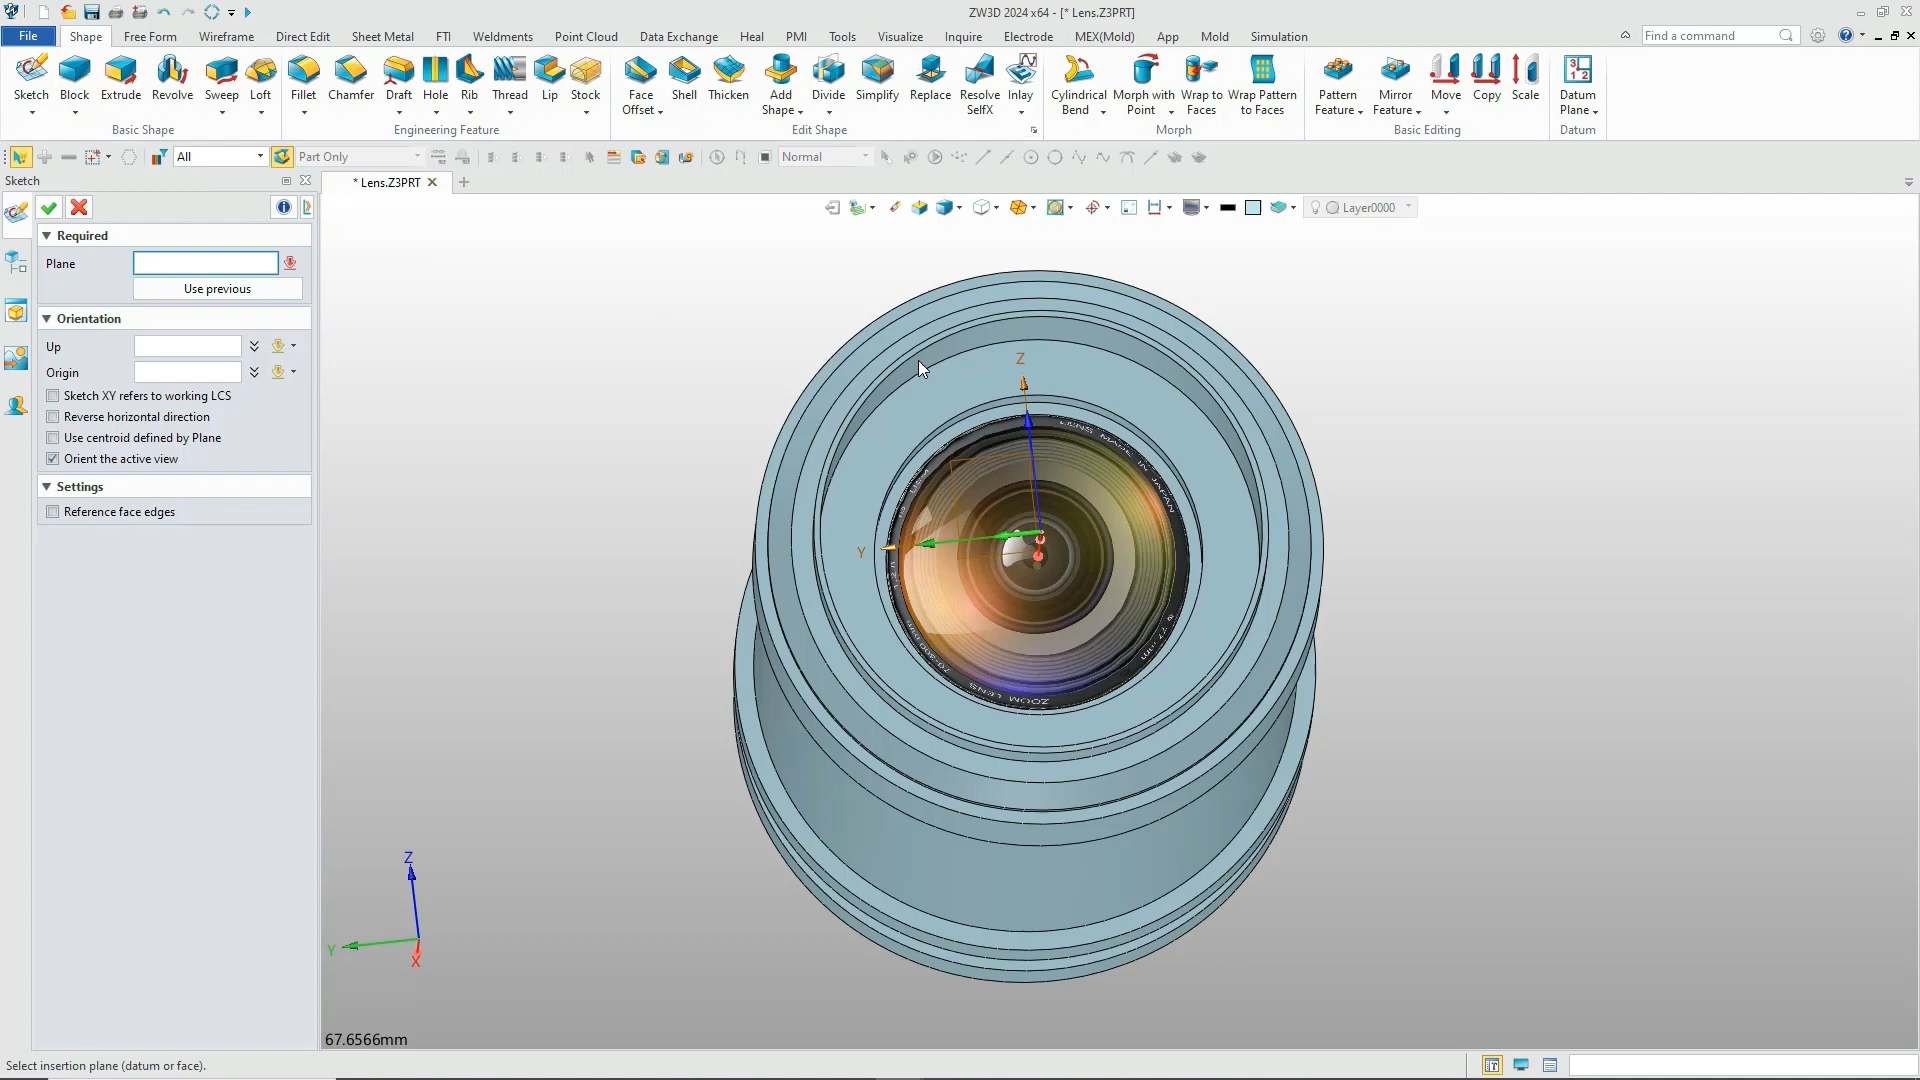 ZW3D 2024 x64 - [* Lens.Z3PRT]
File Shape Free Form Wireframe Direct Edit Sheet Metal FTI Weldments Point Cloud Data Exchange Heal PMI Tools Visualize Inquire Electrode MEX(Mold) App Mold Simulation Find a command
Sketch Block Extrude Revolve Sweep Loft Fillet Chamfer Draft Hole Rib Thread Lip Stock Face Offset Shell Thicken Add Shape Divide Simplify Replace Resolve SelfX Inlay Cylindrical Bend Morph with Point Wrap to Faces Wrap Pattern to Faces Pattern Feature Mirror Feature Move Copy Scale Datum Plane
Basic Shape Engineering Feature Edit Shape Morph Basic Editing Datum
All Part Only Normal
Sketch
* Lens.Z3PRT
Layer0000
Required
Plane
Use previous
Orientation
Up
Origin
Sketch XY refers to working LCS
Reverse horizontal direction
Use centroid defined by Plane
Orient the active view
Settings
Reference face edges
Z
Y
LENS MADE IN JAPAN
77 mm
ZOOM LENS
Z
Y
X
67.6566mm
Select insertion plane (datum or face).